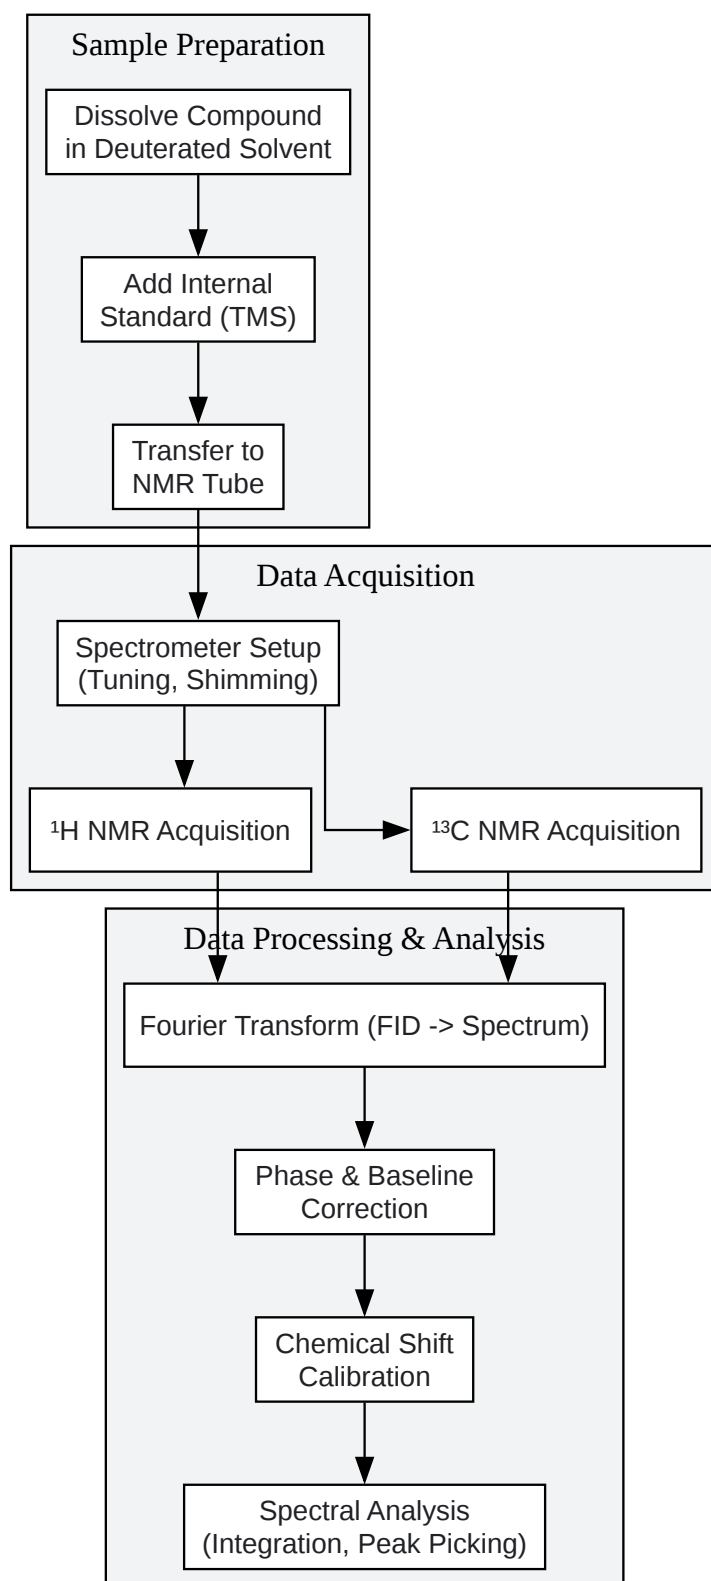 Sample Preparation
Dissolve Compound
in Deuterated Solvent
Add Internal
Standard (TMS)
Transfer to
NMR Tube
Data Acquisition
Spectrometer Setup
(Tuning, Shimming)
¹H NMR Acquisition
¹³C NMR Acquisition
Data Processing & Analysis
Fourier Transform (FID -> Spectrum)
Phase & Baseline
Correction
Chemical Shift
Calibration
Spectral Analysis
(Integration, Peak Picking)